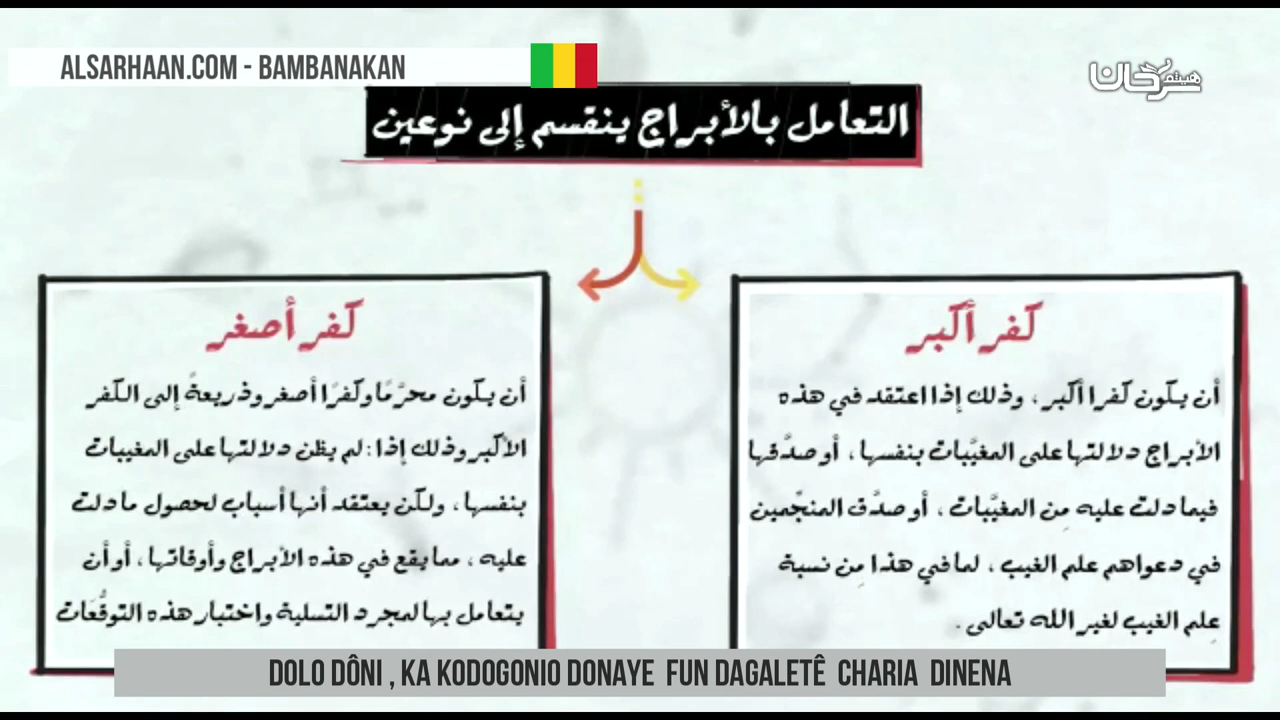 ALSARHAAN.COM - BAMBANAKAN
هيثم سرحان
التعامل بالأبراج ينقسم إلى نوعين
كفر أكبر
أن يكون كفرا أكبر، وذلك إذا اعتقد في هذه
الأبراج دلالتها على المغيَّبات بنفسها، أو صدَّقها
فيما دلت عليه مِن المغيَّبات، أو صدَّق المنجِّمين
في دعواهم علم الغيب، لما في هذا مِن نسبة
عِلم الغيب لغير الله تعالى.
كفر أصغر
أن يكون محرَّمًا وكفرًا أصغر وذريعةً إلى الكفر
الأكبر وذلك إذا: لم يظن دلالتها على المغيبات
بنفسها، ولكن يعتقد أنها أسباب لحصول ما دلت
عليه، مما يقع في هذه الأبراج وأوقاتها، أو أن
يتعامل بها لمجرد التسلية واختبار هذه التوقُّعات
DOLO DÔNI , KA KODOGONIO DONAYE FUN DAGALETÊ CHARIA DINENA